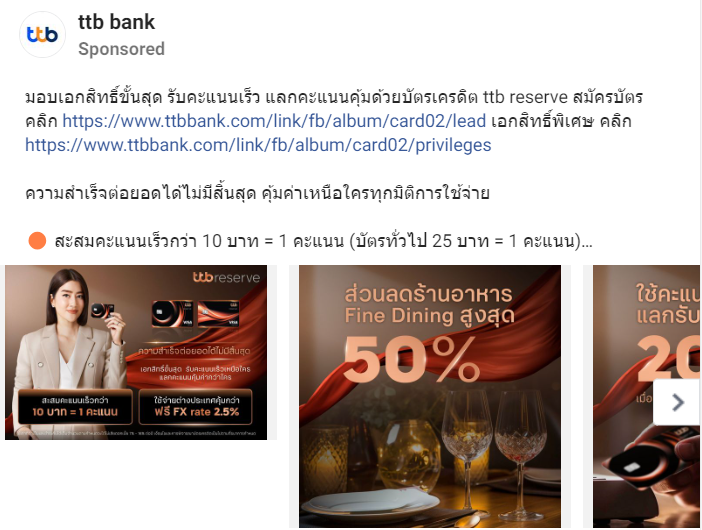 ttb bank
Sponsored
มอบเอกสิทธิ์ขั้นสุด รับคะแนนเร็ว แลกคะแนนคุ้มด้วยบัตรเครดิต ttb reserve สมัครบัตร
คลิก https://www.ttbbank.com/link/fb/album/card02/lead เอกสิทธิ์พิเศษ คลิก
https://www.ttbbank.com/link/fb/album/card02/privileges
ความสำเร็จต่อยอดได้ไม่มีสิ้นสุด คุ้มค่าเหนือใครทุกมิติการใช้จ่าย
สะสมคะแนนเร็วกว่า 10 บาท = 1 คะแนน (บัตรทั่วไป 25 บาท = 1 คะแนน)...
ttb reserve
ความสำเร็จต่อยอดได้ไม่มีสิ้นสุด
เอกสิทธิ์ขั้นสุด รับคะแนนเร็วเหนือใคร
แลกคะแนนคุ้มค่ากว่าใคร
สะสมคะแนนเร็วกว่า
10 บาท = 1 คะแนน
ใช้จ่ายต่างประเทศคุ้มกว่า
ฟรี FX rate 2.5%
ส่วนลดร้านอาหาร
Fine Dining สูงสุด
50%
ใช้คะแน
แลกรับ
20
เมื่อ